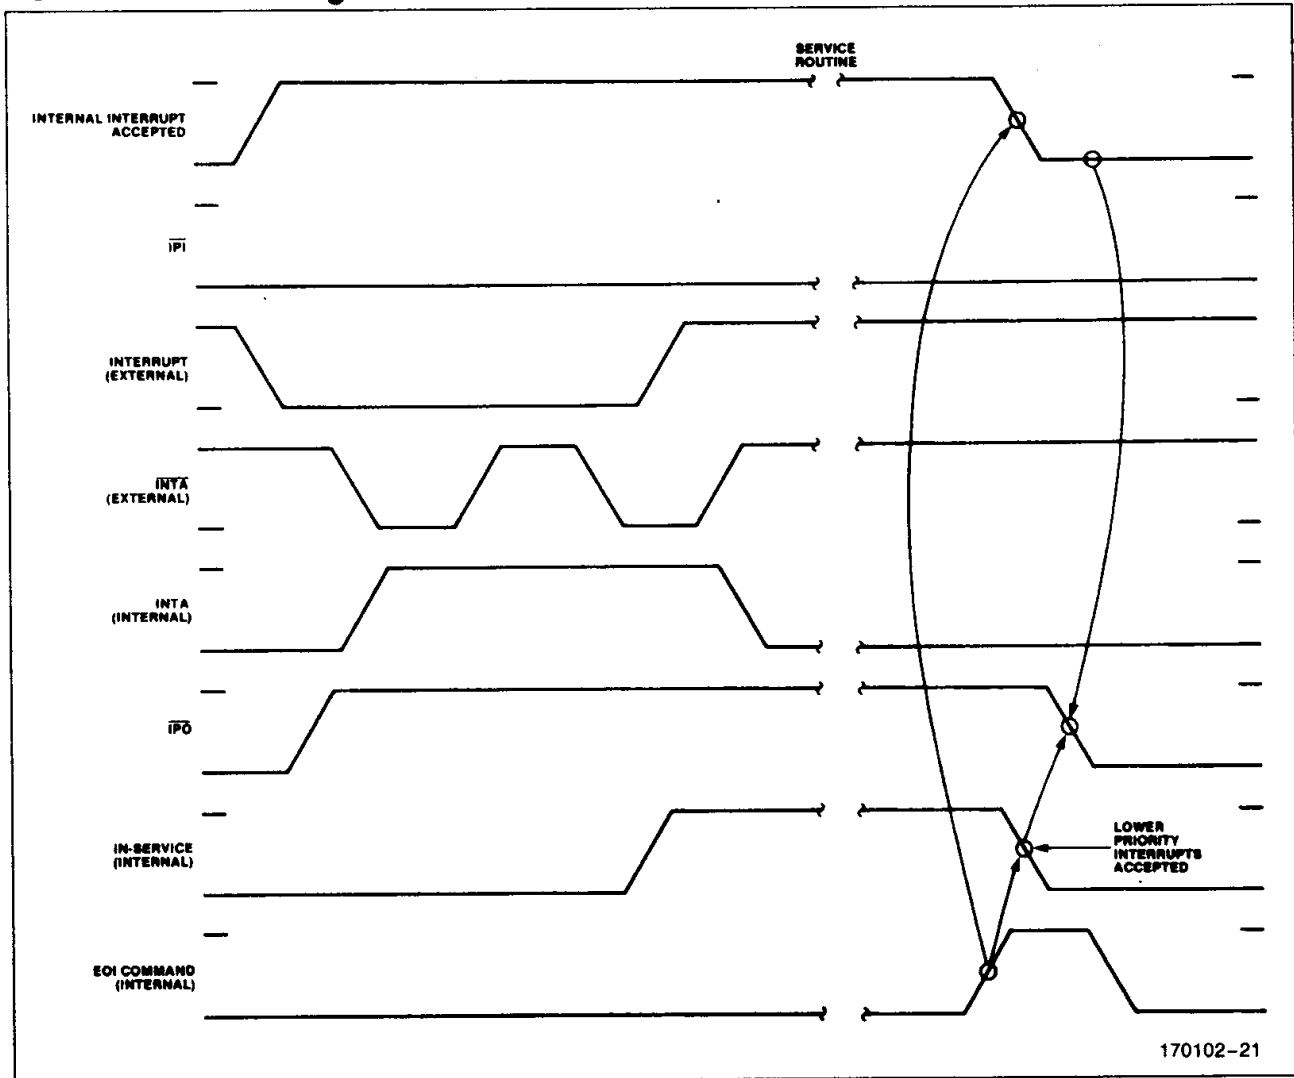 SERVICE
ROUTINE
INTERNAL INTERRUPT
ACCEPTED
IPI
INTERRUPT
(EXTERNAL)
INTA
(EXTERNAL)
INTA
(INTERNAL)
IPO
IN-SERVICE
(INTERNAL)
LOWER
PRIORITY
INTERRUPTS
ACCEPTED
EOI COMMAND
(INTERNAL)
170102-21